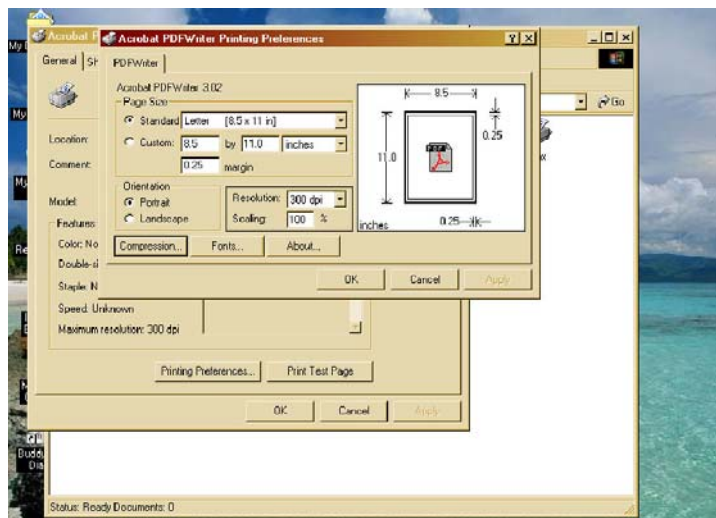 Acrobat P
Acrobat PDFWriter Printing Preferences
General
PDFWriter
Acrobat PDFWriter 3.02
Page Size
Standard Letter [8.5 x 11 in]
Custom: 8.5 by 11.0 inches
0.25 margin
Orientation
Portrait
Landscape
Resolution: 300 dpi
Scaling: 100 %
8.5
0.25
11.0
PDF
inches 0.25
Compression... Fonts... About...
OK Cancel Apply
Go
Location:
Comment:
Model:
Features
Color: No
Double-si
Staple: N
Speed: Unknown
Maximum resolution: 300 dpi
Printing Preferences... Print Test Page
OK Cancel Apply
Status: Ready Documents: 0